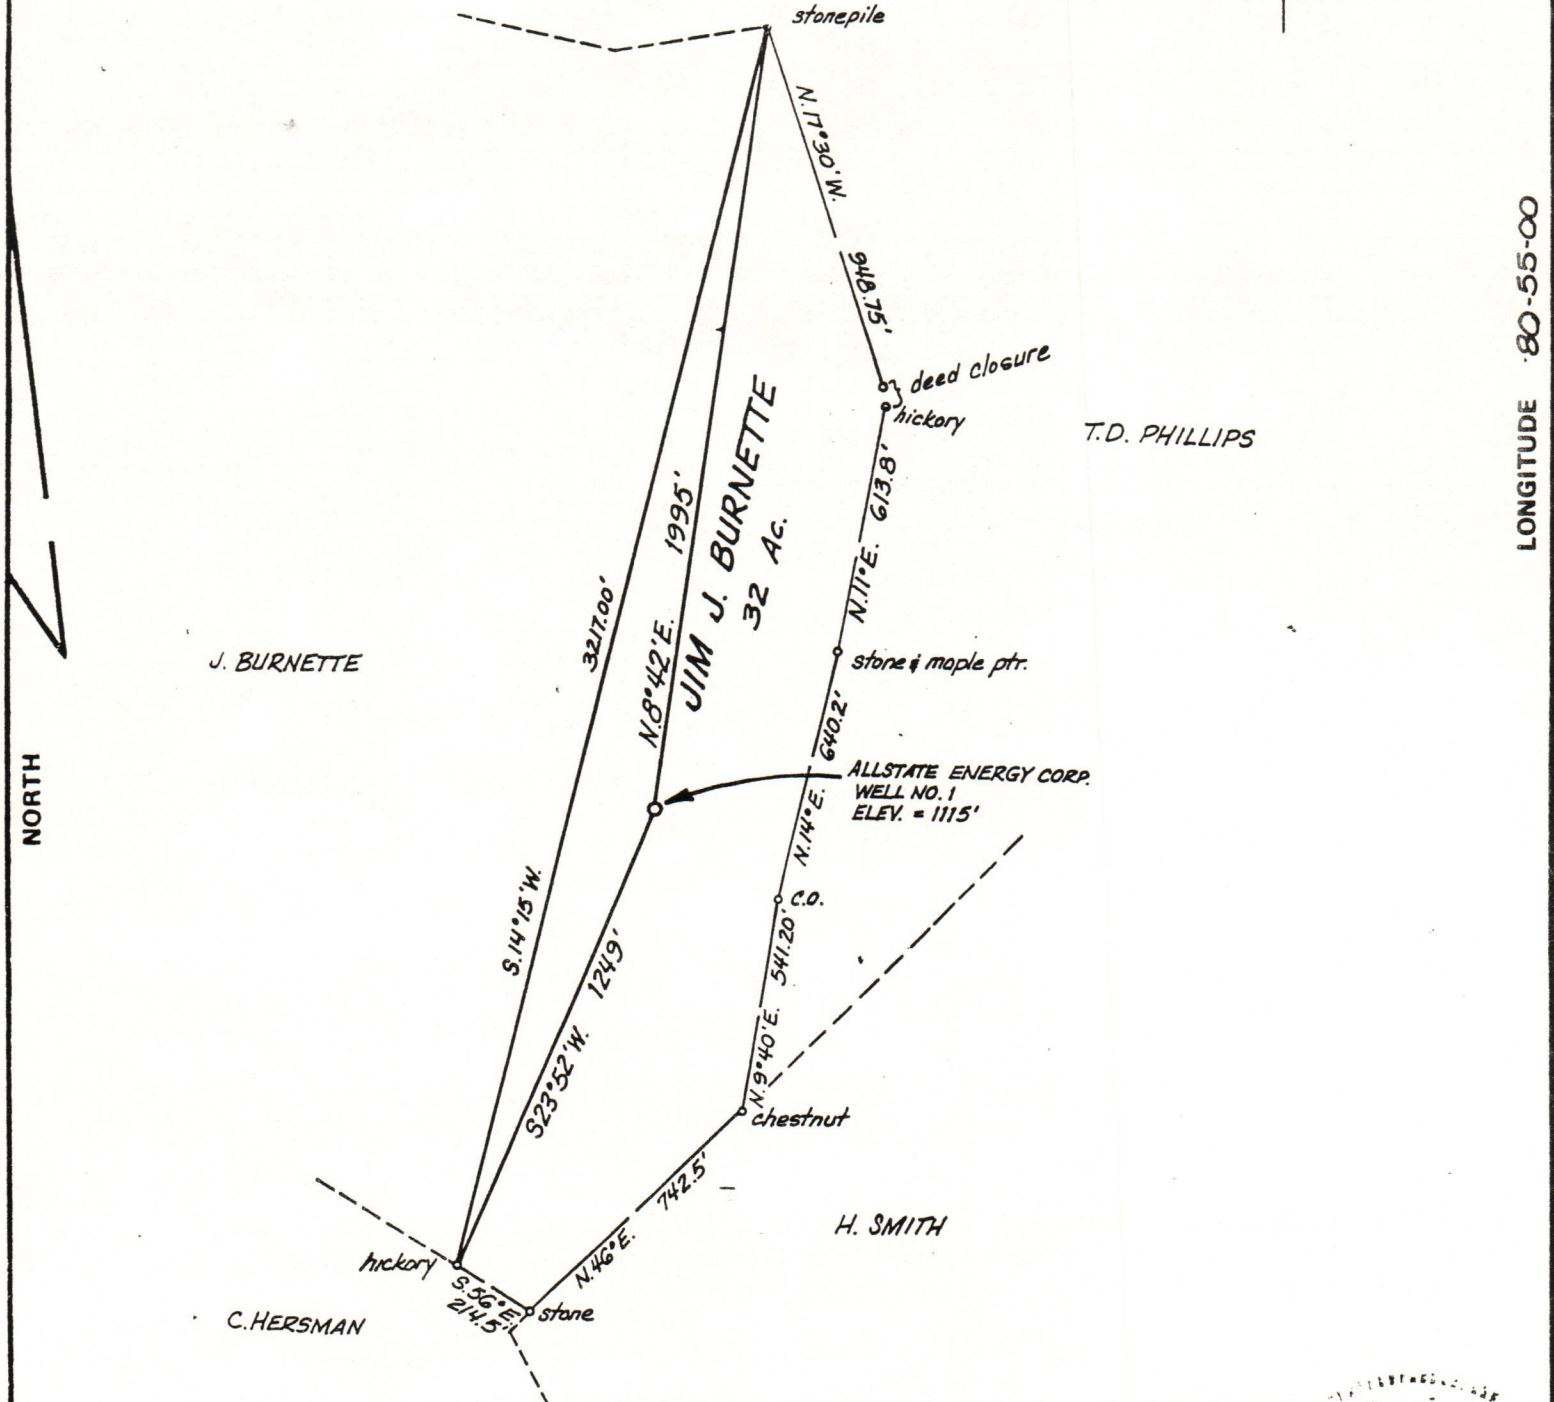 stonepile
N.17°30'W.
948.75'
deed closure
hickory
T.D. PHILLIPS
LONGITUDE 80-55-00
613.8'
N.11°E.
JIM J. BURNETTE
32 Ac.
1995'
N.8°42'E.
3217.00'
S.14°15'W.
J. BURNETTE
NORTH
stone & maple ptr.
640.2'
N.14°E.
ALLSTATE ENERGY CORP.
WELL NO. 1
ELEV. = 1115'
C.O.
541.20'
N.9°40'E.
1249'
S23°52'W.
chestnut
742.5'
N.46°E.
H. SMITH
hickory
S.56°E.
214.5'
stone
C. HERSMAN